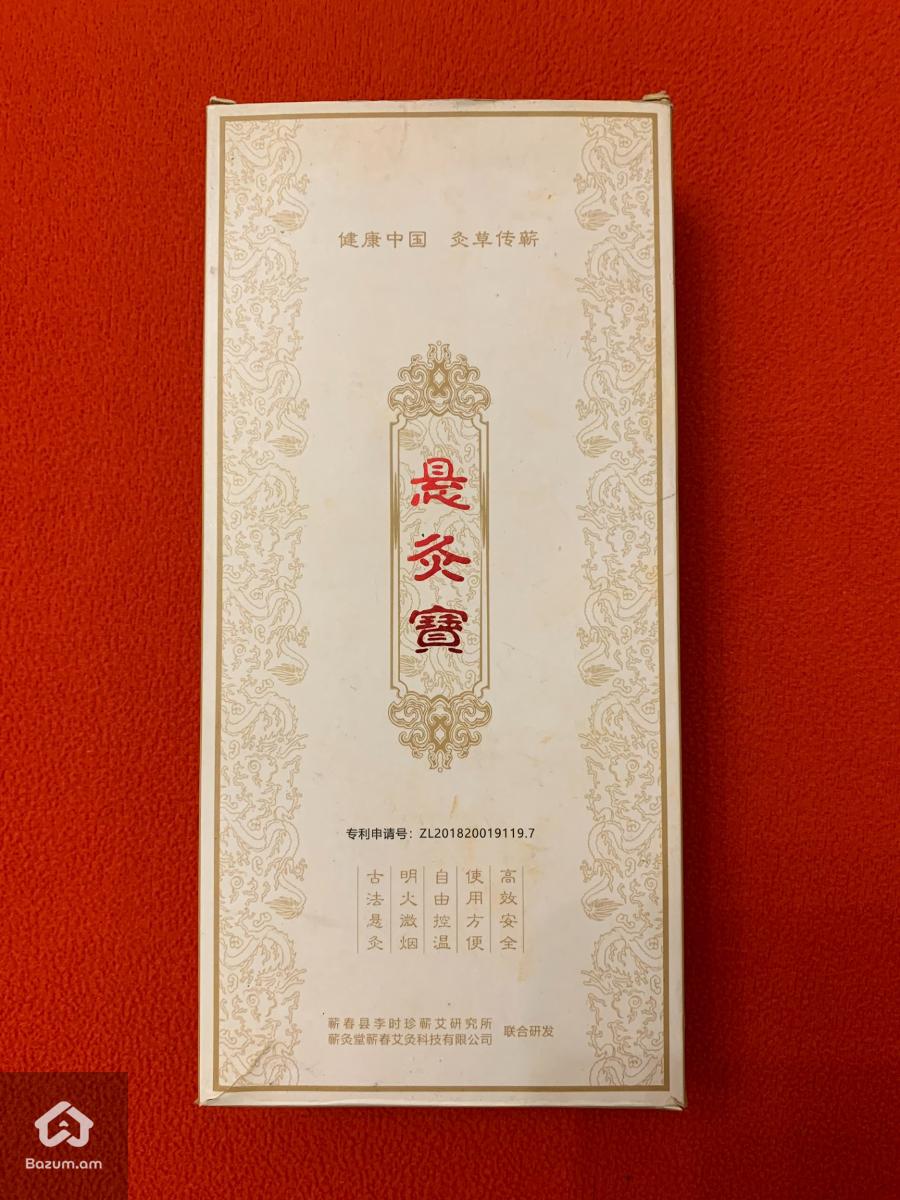 健康中国 灸草传蕲
悬灸寳
专利申请号：ZL201820019119.7
高效安全
使用方便
自由控温
明火微烟
古法悬灸
蕲春县李时珍蕲艾研究所
蕲灸堂蕲春艾灸科技有限公司
联合研发
Bazum.am